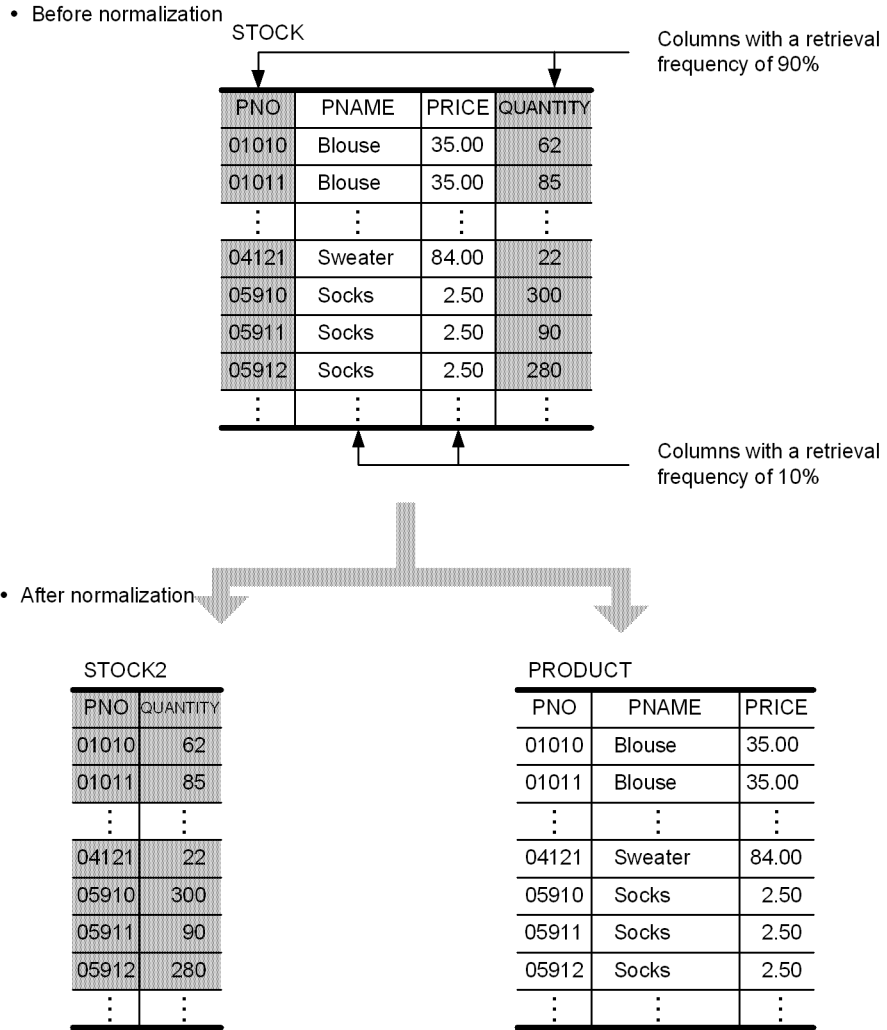 • Before normalization
STOCK
Columns with a retrieval
frequency of 90%
PNO PNAME PRICE QUANTITY
01010 Blouse 35.00 62
01011 Blouse 35.00 85
⋮ ⋮ ⋮ ⋮
04121 Sweater 84.00 22
05910 Socks 2.50 300
05911 Socks 2.50 90
05912 Socks 2.50 280
⋮ ⋮ ⋮ ⋮
Columns with a retrieval
frequency of 10%
• After normalization
STOCK2
PNO QUANTITY
01010 62
01011 85
⋮ ⋮
04121 22
05910 300
05911 90
05912 280
⋮ ⋮
PRODUCT
PNO PNAME PRICE
01010 Blouse 35.00
01011 Blouse 35.00
⋮ ⋮ ⋮
04121 Sweater 84.00
05910 Socks 2.50
05911 Socks 2.50
05912 Socks 2.50
⋮ ⋮ ⋮